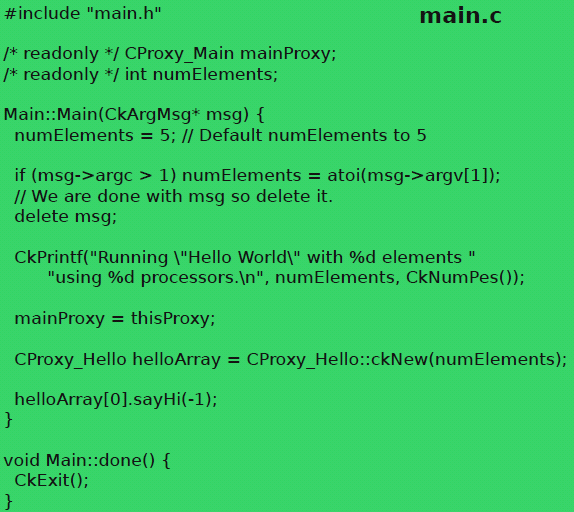 #include "main.h"
main.c
/* readonly */ CProxy_Main mainProxy;
/* readonly */ int numElements;
Main::Main(CkArgMsg* msg) {
numElements = 5; // Default numElements to 5
if (msg->argc > 1) numElements = atoi(msg->argv[1]);
// We are done with msg so delete it.
delete msg;
CkPrintf("Running \"Hello World\" with %d elements "
"using %d processors.\n", numElements, CkNumPes());
mainProxy = thisProxy;
CProxy_Hello helloArray = CProxy_Hello::ckNew(numElements);
helloArray[0].sayHi(-1);
}
void Main::done() {
CkExit();
}